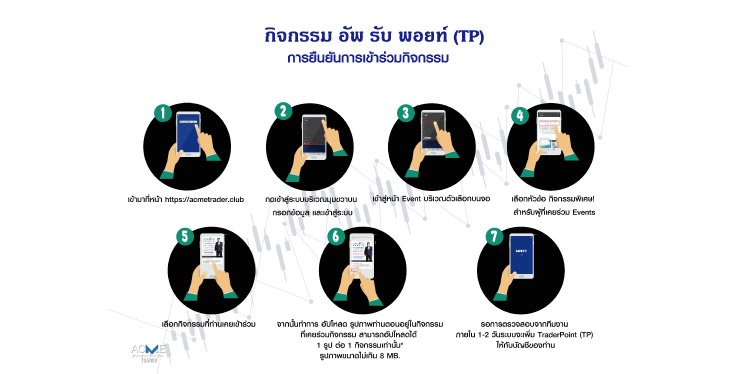 กิจกรรม อัพ รับ พอยท์ (TP)
การยืนยันการเข้าร่วมกิจกรรม
1
เข้ามาที่หน้า https://acmetrader.club
2
กดเข้าสู่ระบบบริเวณมุมขวาบน
กรอกข้อมูล และเข้าสู่ระบบ
3
เข้าสู่หน้า Event บริเวณตัวเลือกบนจอ
4
เลือกหัวข้อ กิจกรรมพิเศษ!
สำหรับผู้ที่เคยร่วม Events
5
เลือกกิจกรรมที่ท่านเคยเข้าร่วม
6
จากนั้นทำการ อัปโหลด รูปภาพท่านตอนอยู่ในกิจกรรม
ที่เคยร่วมกิจกรรม สามารถอัปโหลดได้
1 รูป ต่อ 1 กิจกรรมเท่านั้น*
รูปภาพขนาดไม่เกิน 8 MB.
7
รอการตรวจสอบจากทีมงาน
ภายใน 1-2 วันระบบจะเพิ่ม TraderPoint (TP)
ให้กับบัญชีของท่าน
ACME
TRADER